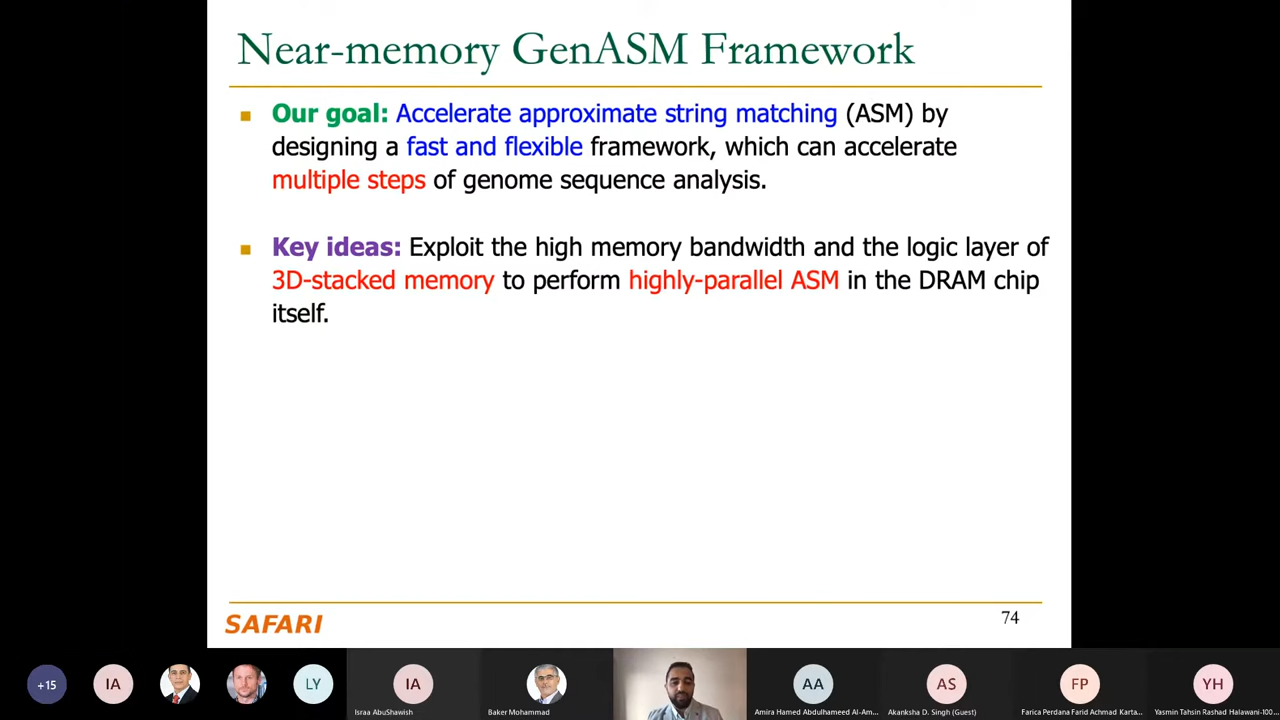 Near-memory GenASM Framework
Our goal: Accelerate approximate string matching (ASM) by
designing a fast and flexible framework, which can accelerate
multiple steps of genome sequence analysis.
Key ideas: Exploit the high memory bandwidth and the logic layer of
3D-stacked memory to perform highly-parallel ASM in the DRAM chip
itself.
SAFARI
74
+15
IA
LY
IA
AA
AS
FP
YH
Israa AbuShawish
Baker Mohammad
Amira Hamed Abdulhameed Al-Am...
Akanksha D. Singh (Guest)
Farica Perdana Farid Achmad Karta...
Yasmin Tahsin Rashad Halawani-100...